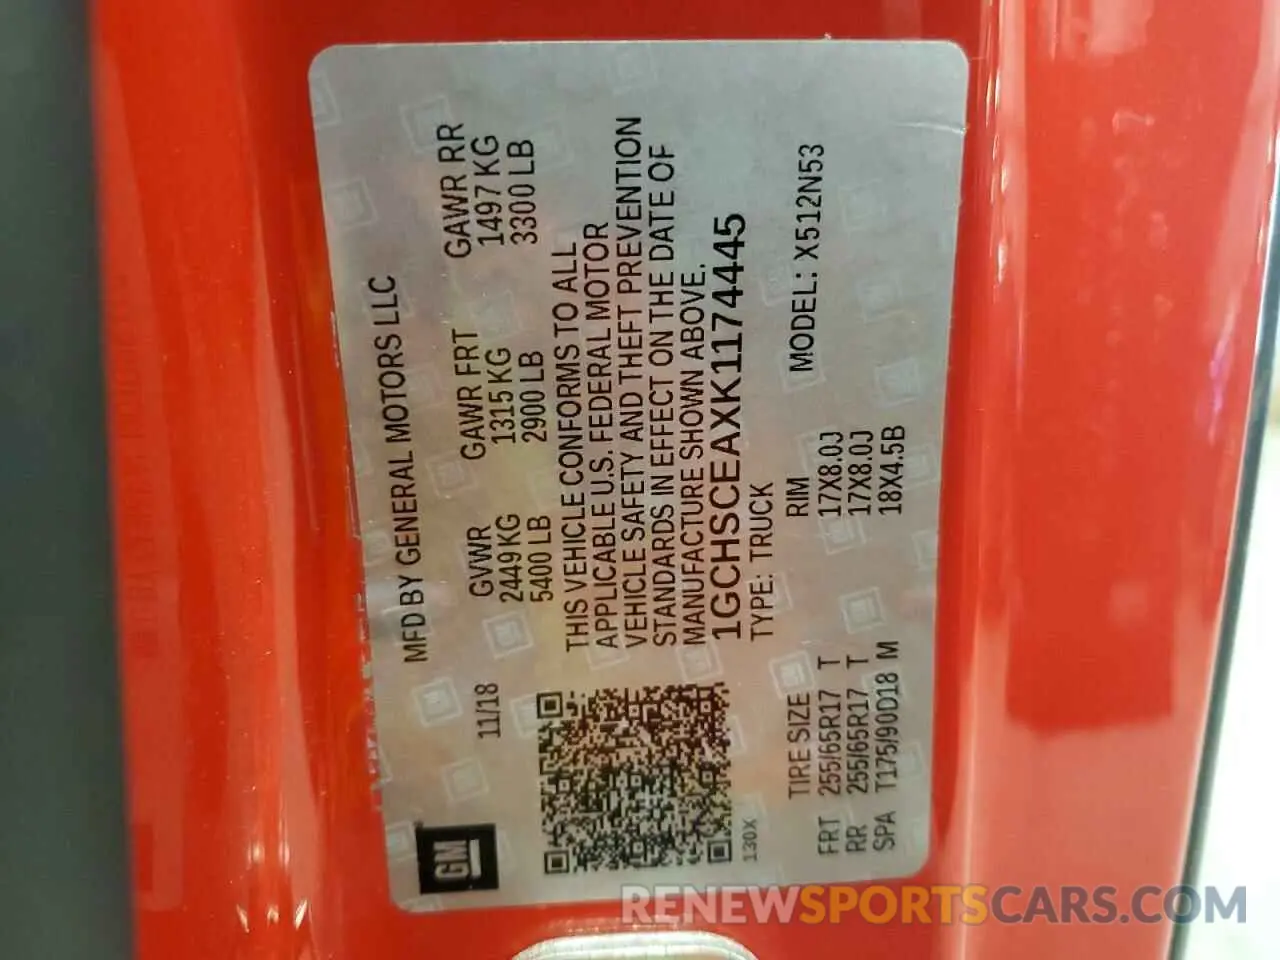 MFD BY GENERAL MOTORS LLC
11/18
GVWR GAWR FRT GAWR RR
2449 KG 1315 KG 1497 KG
5400 LB 2900 LB 3300 LB
THIS VEHICLE CONFORMS TO ALL
APPLICABLE U.S. FEDERAL MOTOR
VEHICLE SAFETY AND THEFT PREVENTION
STANDARDS IN EFFECT ON THE DATE OF
MANUFACTURE SHOWN ABOVE.
1GCHSCEAXK1174445
TYPE: TRUCK
MODEL: X512N53
GM
130X
TIRE SIZE RIM
FRT 255/65R17 T 17X8.0J
RR 255/65R17 T 17X8.0J
SPA T175/90D18 M 18X4.5B
RENEWSPORTSCARS.COM